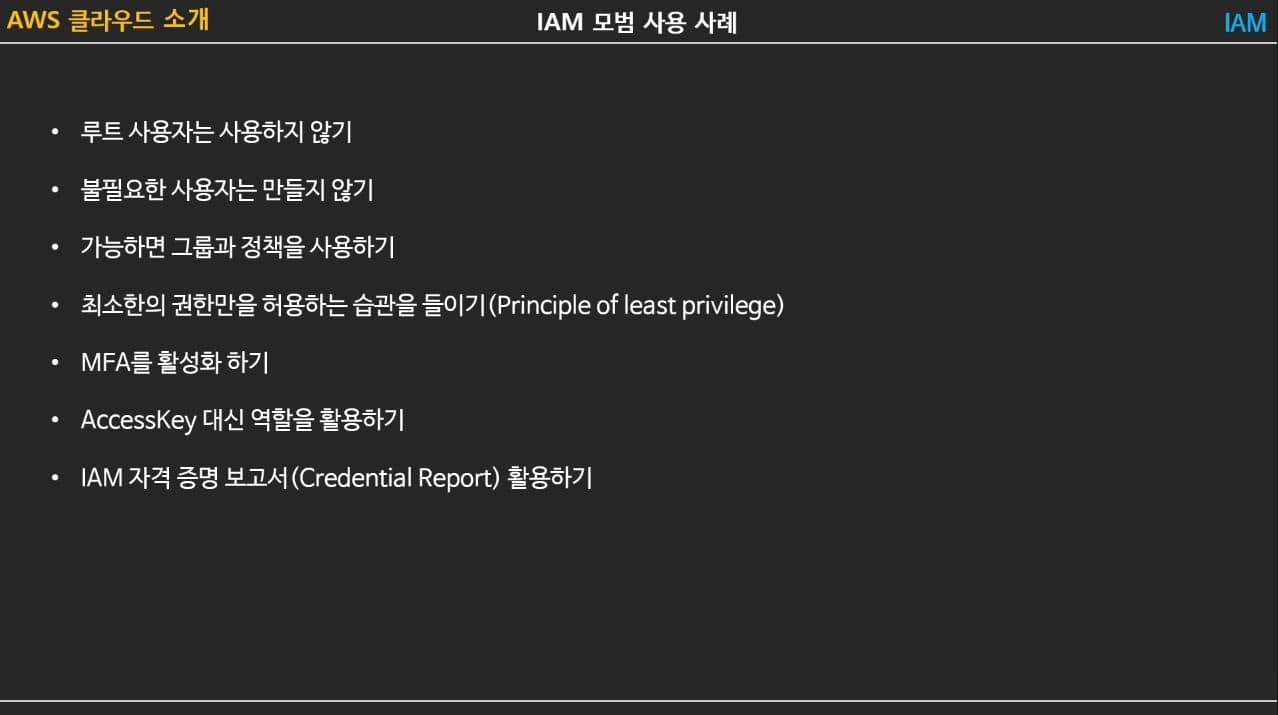 AWS 클라우드 소개
IAM 모범 사용 사례
IAM
• 루트 사용자는 사용하지 않기
• 불필요한 사용자는 만들지 않기
• 가능하면 그룹과 정책을 사용하기
• 최소한의 권한만을 허용하는 습관을 들이기(Principle of least privilege)
• MFA를 활성화 하기
• AccessKey 대신 역할을 활용하기
• IAM 자격 증명 보고서(Credential Report) 활용하기